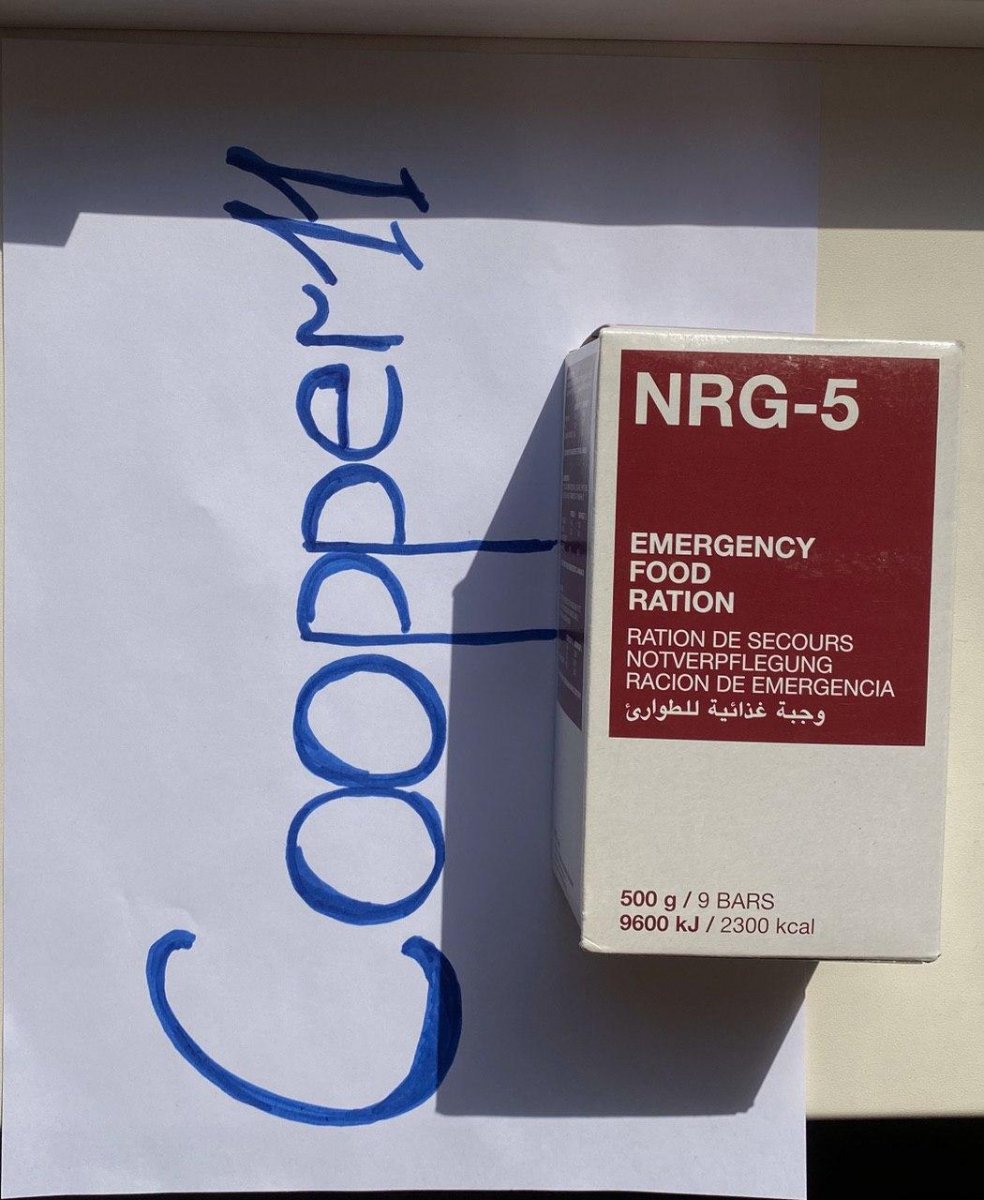 Cooper11
NRG-5
EMERGENCY
FOOD
RATION
RATION DE SECOURS
NOTVERPFLEGUNG
RACION DE EMERGENCIA
وجبة غذائية للطوارئ
500 g / 9 BARS
9600 kJ / 2300 kcal